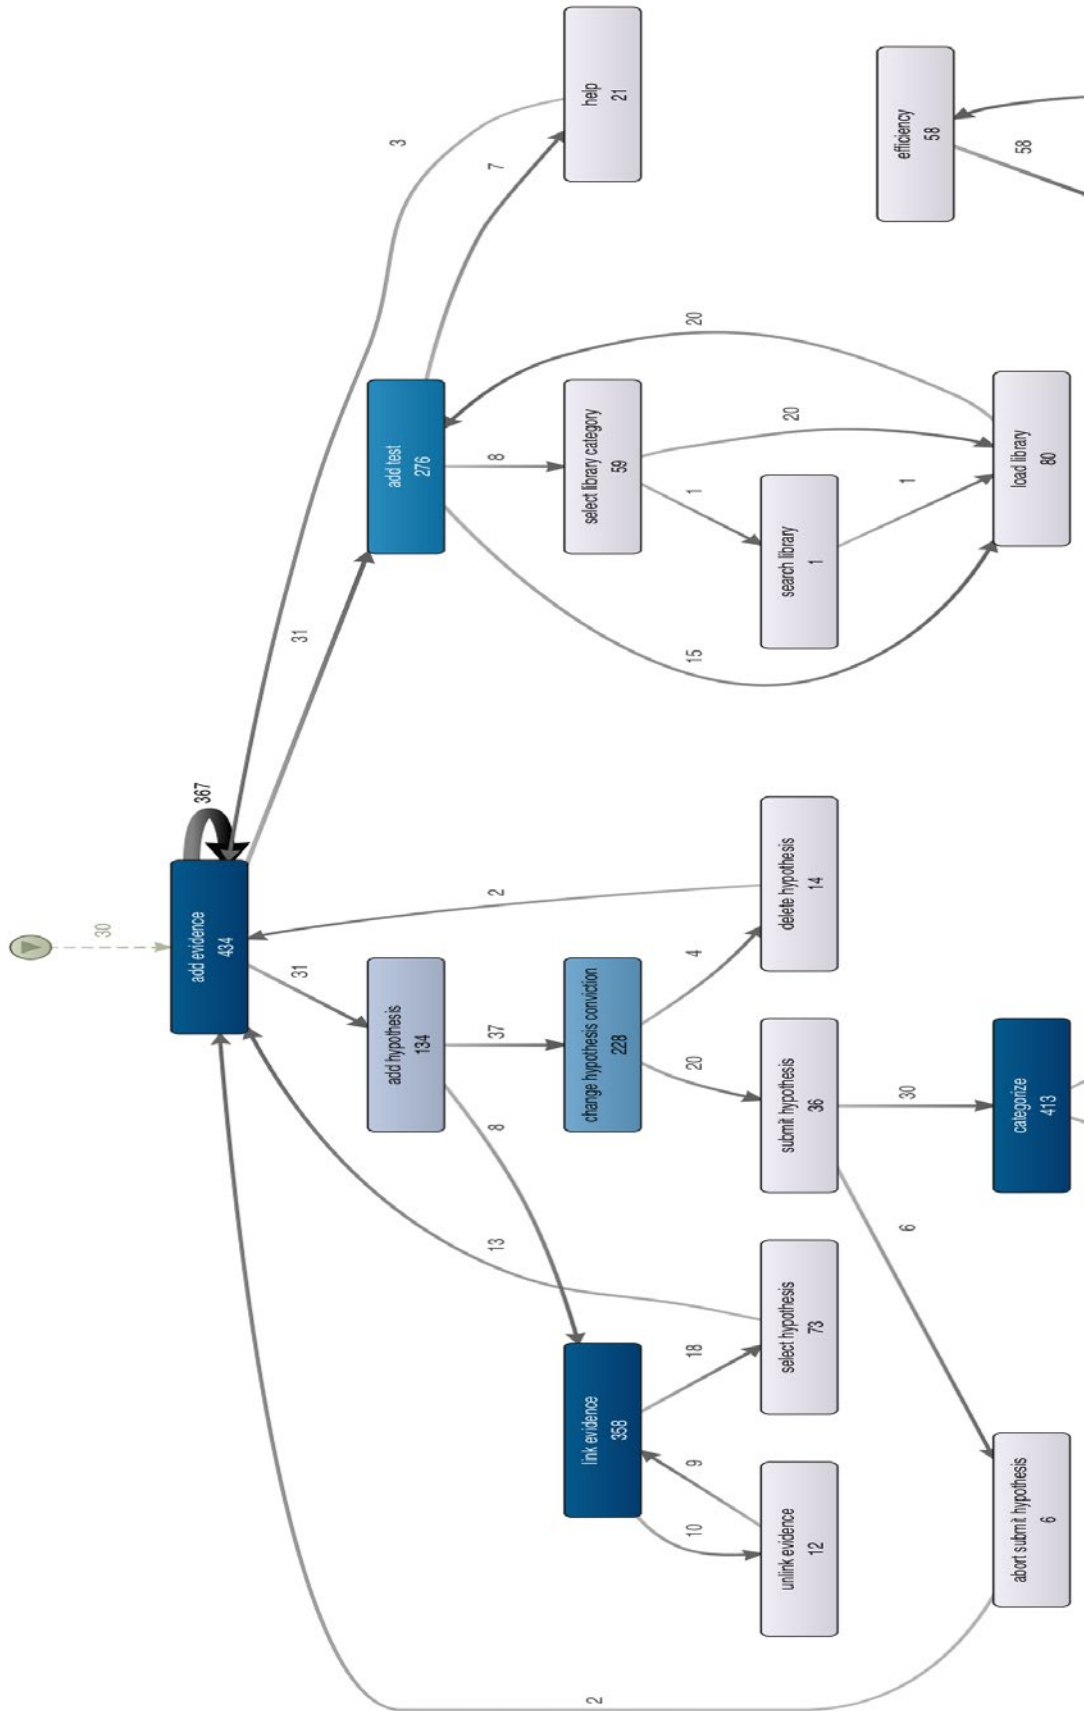 30
add evidence
434
367
31
31
3
add test
276
7
help
21
add hypothesis
134
37
8
13
2
8
20
15
link evidence
358
change hypothesis conviction
228
select library category
59
10
9
18
20
4
1
20
unlink evidence
12
select hypothesis
73
submit hypothesis
36
delete hypothesis
14
search library
1
1
6
30
2
abort submit hypothesis
6
categorize
413
load library
80
efficiency
58
58